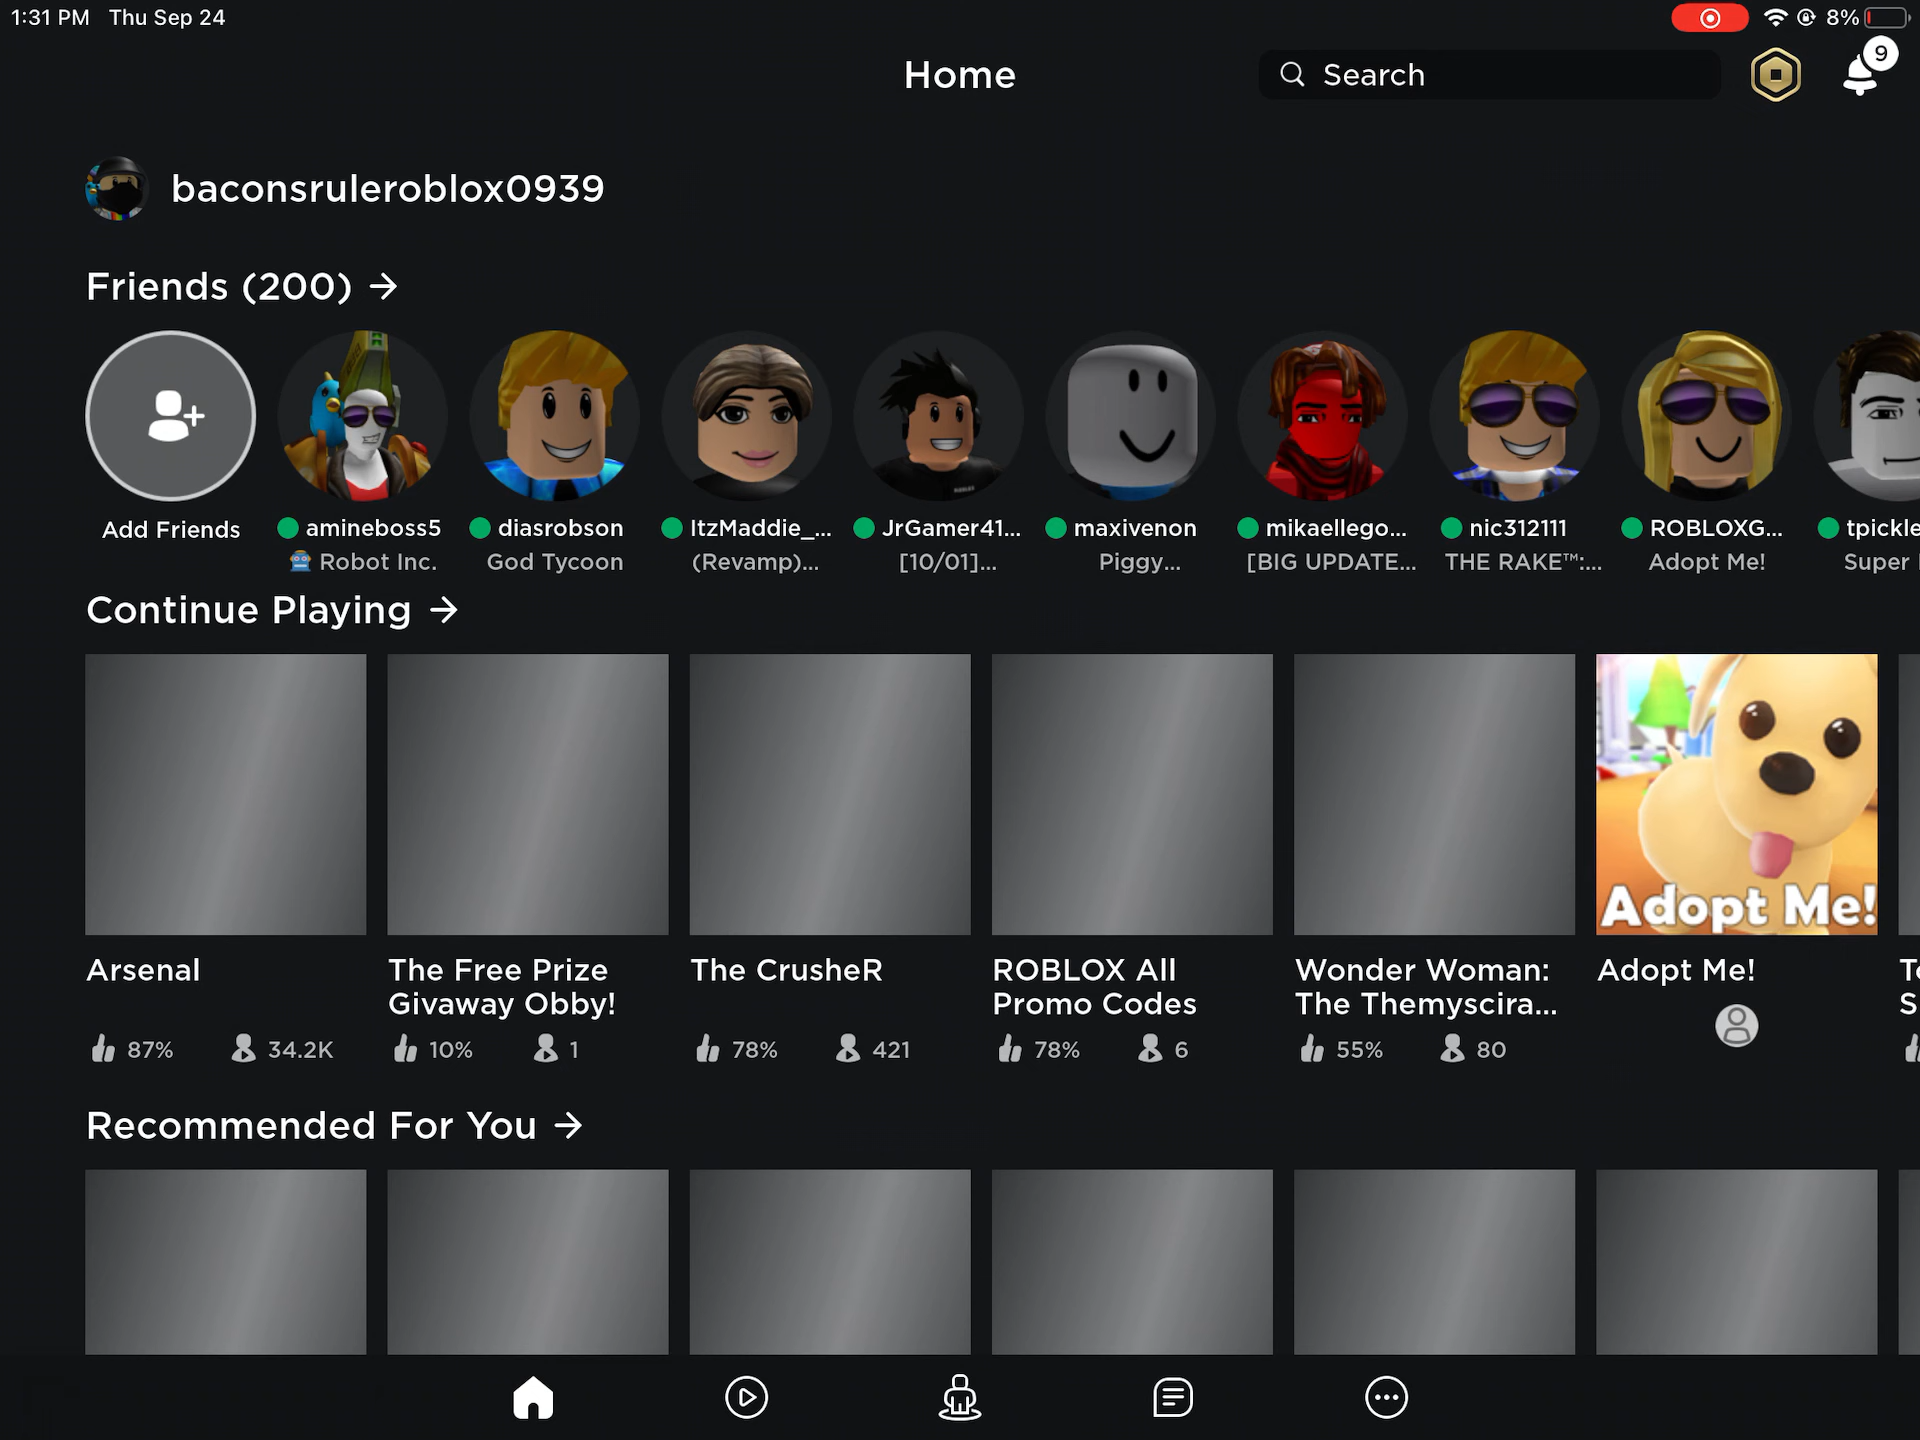 1:31 PM Thu Sep 24
8%
9
Home
Search
baconsruleroblox0939
Friends (200) →
Add Friends
amineboss5
diasrobson
ItzMaddie_...
JrGamer41...
maxivenon
mikaellego...
nic312111
ROBLOXG...
tpickle
🤖 Robot Inc.
God Tycoon
(Revamp)...
[10/01]...
Piggy...
[BIG UPDATE...
THE RAKE™:...
Adopt Me!
Super
Continue Playing →
Adopt Me!
Arsenal
87% 34.2K
The Free Prize
Givaway Obby!
10% 1
The CrusheR
78% 421
ROBLOX All
Promo Codes
78% 6
Wonder Woman:
The Themyscira...
55% 80
Adopt Me!
Recommended For You →